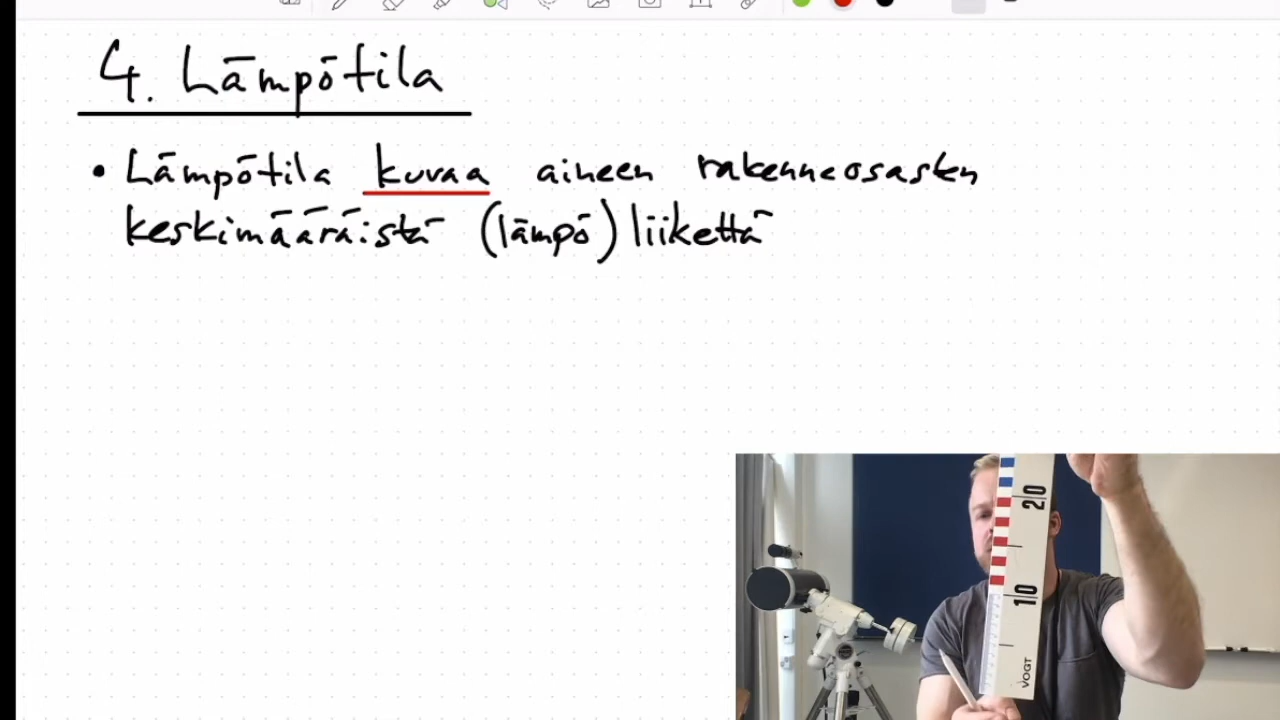 4. Lämpötila
• Lämpötila kuvaa aineen rakenneosasten
keskimääräistä (lämpö)liikettä
20
10
VOGT